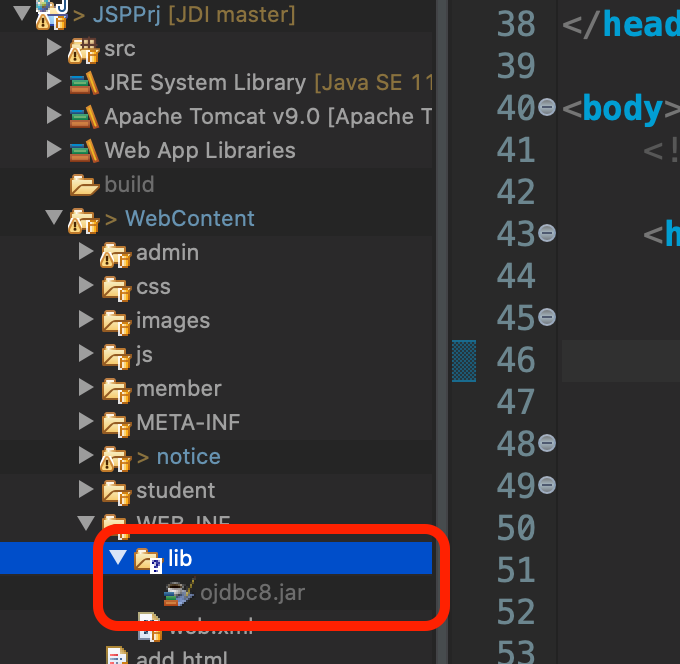 > JSPPrj [JDI master]
src
JRE System Library [Java SE 11
Apache Tomcat v9.0 [Apache T
Web App Libraries
build
> WebContent
admin
css
images
js
member
META-INF
> notice
student
WEB-INF
lib
ojdbc8.jar
web.xml
add.html
38 </head
39
40 <body>
41 <!
42
43 <h
44
45
46
47
48
49
50
51
52
53